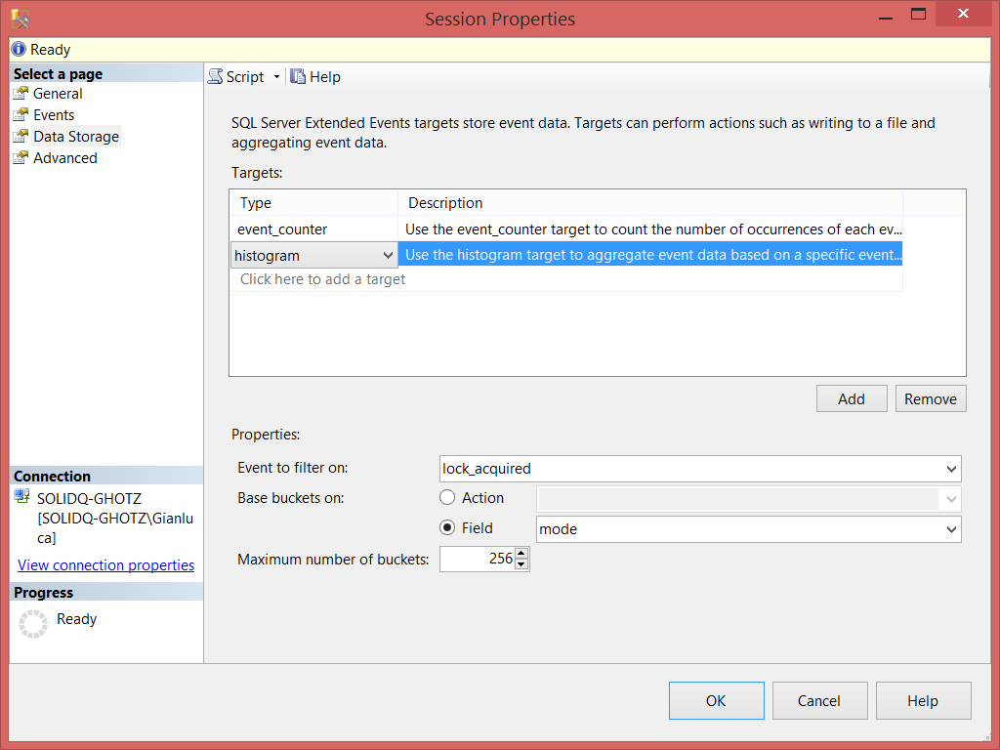 Session Properties
Ready
Select a page
General
Events
Data Storage
Advanced
Script
Help
SQL Server Extended Events targets store event data. Targets can perform actions such as writing to a file and
aggregating event data.
Targets:
Type Description
event_counter Use the event_counter target to count the number of occurrences of each ev...
histogram Use the histogram target to aggregate event data based on a specific event...
Click here to add a target
Add Remove
Properties:
Event to filter on: lock_acquired
Base buckets on: Action
Field mode
Maximum number of buckets: 256
Connection
SOLIDQ-GHOTZ
[SOLIDQ-GHOTZ\Gianlu
ca]
View connection properties
Progress
Ready
OK Cancel Help